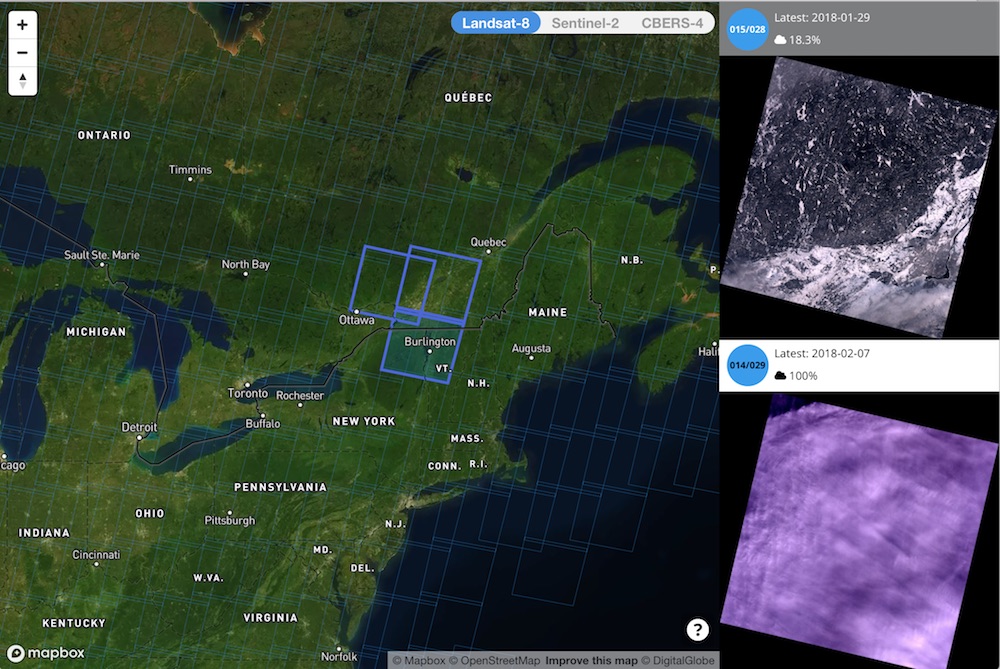 +
−
Landsat-8 Sentinel-2 CBERS-4
QUÉBEC
ONTARIO
Timmins
Quebec
Sault Ste. Marie
North Bay
N.B.
P.
Ottawa
MAINE
MICHIGAN
Burlington
Augusta
Hali
VT.
N.H.
Toronto
Rochester
NEW YORK
Buffalo
Detroit
MASS.
cago
CONN.
R.I.
PENNSYLVANIA
OHIO
Pittsburgh
N.J.
INDIANA
Cincinnati
MD.
DEL.
W.VA.
KENTUCKY
VIRGINIA
Norfolk
?
mapbox
© Mapbox © OpenStreetMap Improve this map © DigitalGlobe
015/028
Latest: 2018-01-29
18.3%
014/029
Latest: 2018-02-07
100%